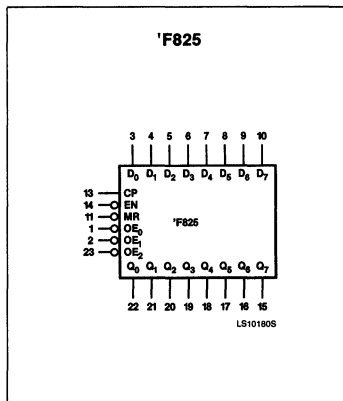 'F825
3 4 5 6 7 8 9 10
D0 D1 D2 D3 D4 D5 D6 D7
13 CP
14 EN
11 MR
'F825
1 OE0
2 OE1
23 OE2
Q0 Q1 Q2 Q3 Q4 Q5 Q6 Q7
22 21 20 19 18 17 16 15
LS10180S